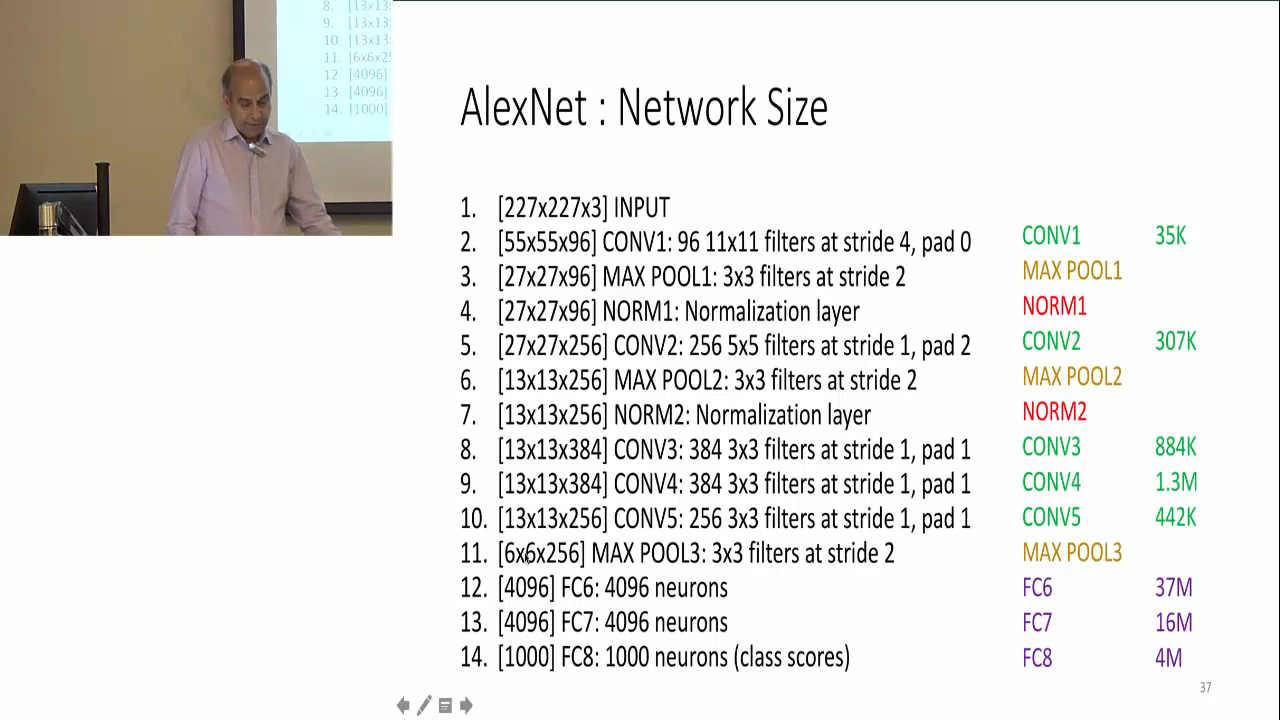 8. [13x13x
9. [13x13x
10. [13x13x
11. [6x6x25
12. [4096]
13. [4096]
14. [1000]
AlexNet : Network Size
1. [227x227x3] INPUT
2. [55x55x96] CONV1: 96 11x11 filters at stride 4, pad 0 CONV1 35K
3. [27x27x96] MAX POOL1: 3x3 filters at stride 2 MAX POOL1
4. [27x27x96] NORM1: Normalization layer NORM1
5. [27x27x256] CONV2: 256 5x5 filters at stride 1, pad 2 CONV2 307K
6. [13x13x256] MAX POOL2: 3x3 filters at stride 2 MAX POOL2
7. [13x13x256] NORM2: Normalization layer NORM2
8. [13x13x384] CONV3: 384 3x3 filters at stride 1, pad 1 CONV3 884K
9. [13x13x384] CONV4: 384 3x3 filters at stride 1, pad 1 CONV4 1.3M
10. [13x13x256] CONV5: 256 3x3 filters at stride 1, pad 1 CONV5 442K
11. [6x6x256] MAX POOL3: 3x3 filters at stride 2 MAX POOL3
12. [4096] FC6: 4096 neurons FC6 37M
13. [4096] FC7: 4096 neurons FC7 16M
14. [1000] FC8: 1000 neurons (class scores) FC8 4M
37